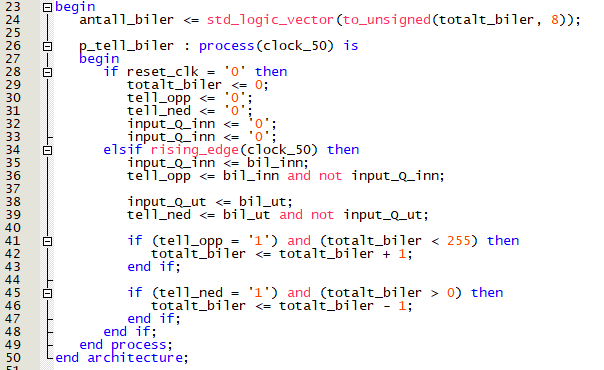 23 begin
24 antall_biler <= std_logic_vector(to_unsigned(totalt_biler, 8));
25
26 p_tell_biler : process(clock_50) is
27 begin
28 if reset_clk = '0' then
29 totalt_biler <= 0;
30 tell_opp <= '0';
31 tell_ned <= '0';
32 input_Q_inn <= '0';
33 input_Q_inn <= '0';
34 elsif rising_edge(clock_50) then
35 input_Q_inn <= bil_inn;
36 tell_opp <= bil_inn and not input_Q_inn;
37
38 input_Q_ut <= bil_ut;
39 tell_ned <= bil_ut and not input_Q_ut;
40
41 if (tell_opp = '1') and (totalt_biler < 255) then
42 totalt_biler <= totalt_biler + 1;
43 end if;
44
45 if (tell_ned = '1') and (totalt_biler > 0) then
46 totalt_biler <= totalt_biler - 1;
47 end if;
48 end if;
49 end process;
50 end architecture;